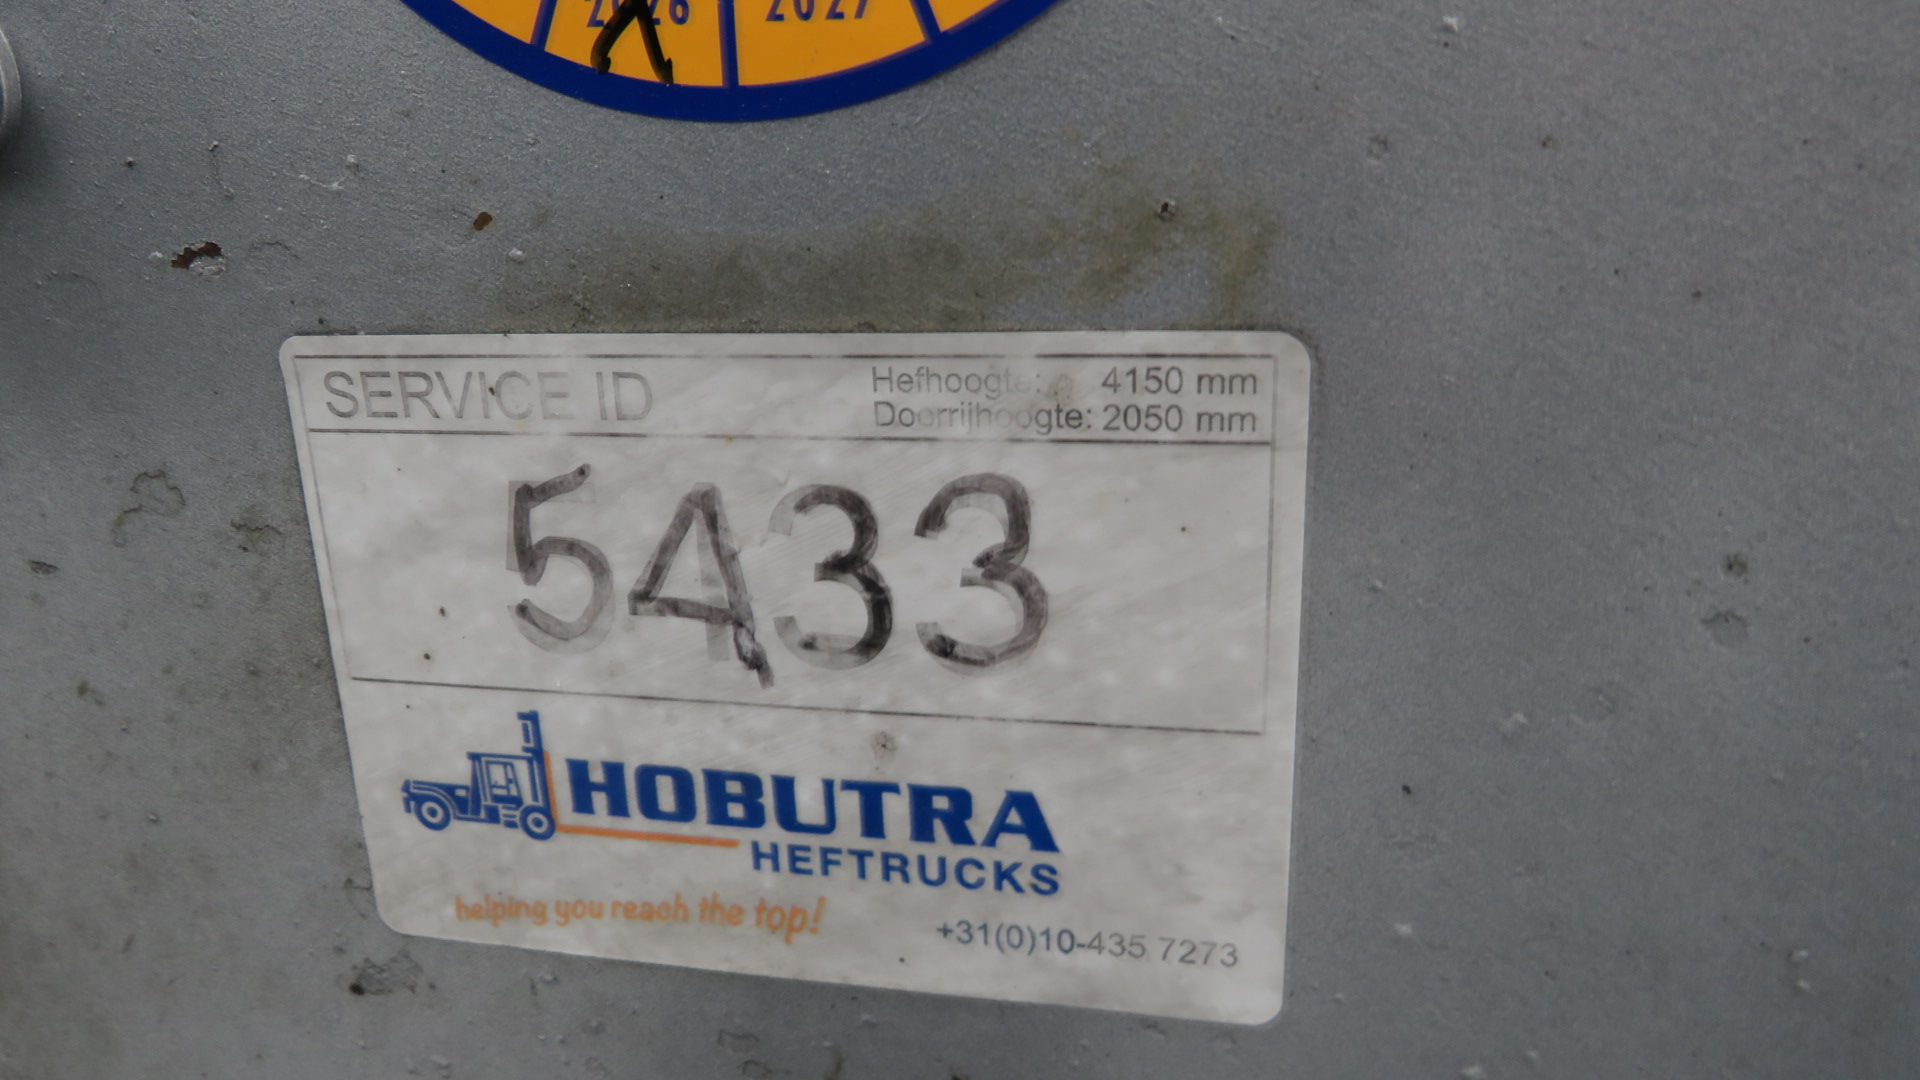 2026 2027
SERVICE ID
Hefhoogte: 4150 mm
Doorrijhoogte: 2050 mm
5433
HOBUTRA
HEFTRUCKS
helping you reach the top!
+31(0)10-435 7273